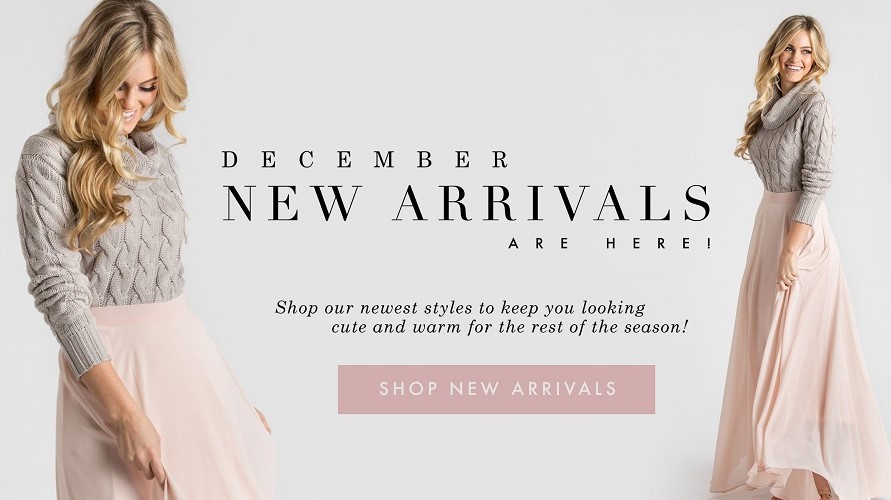 DECEMBER
NEW ARRIVALS
ARE HERE!
Shop our newest styles to keep you looking
cute and warm for the rest of the season!
SHOP NEW ARRIVALS